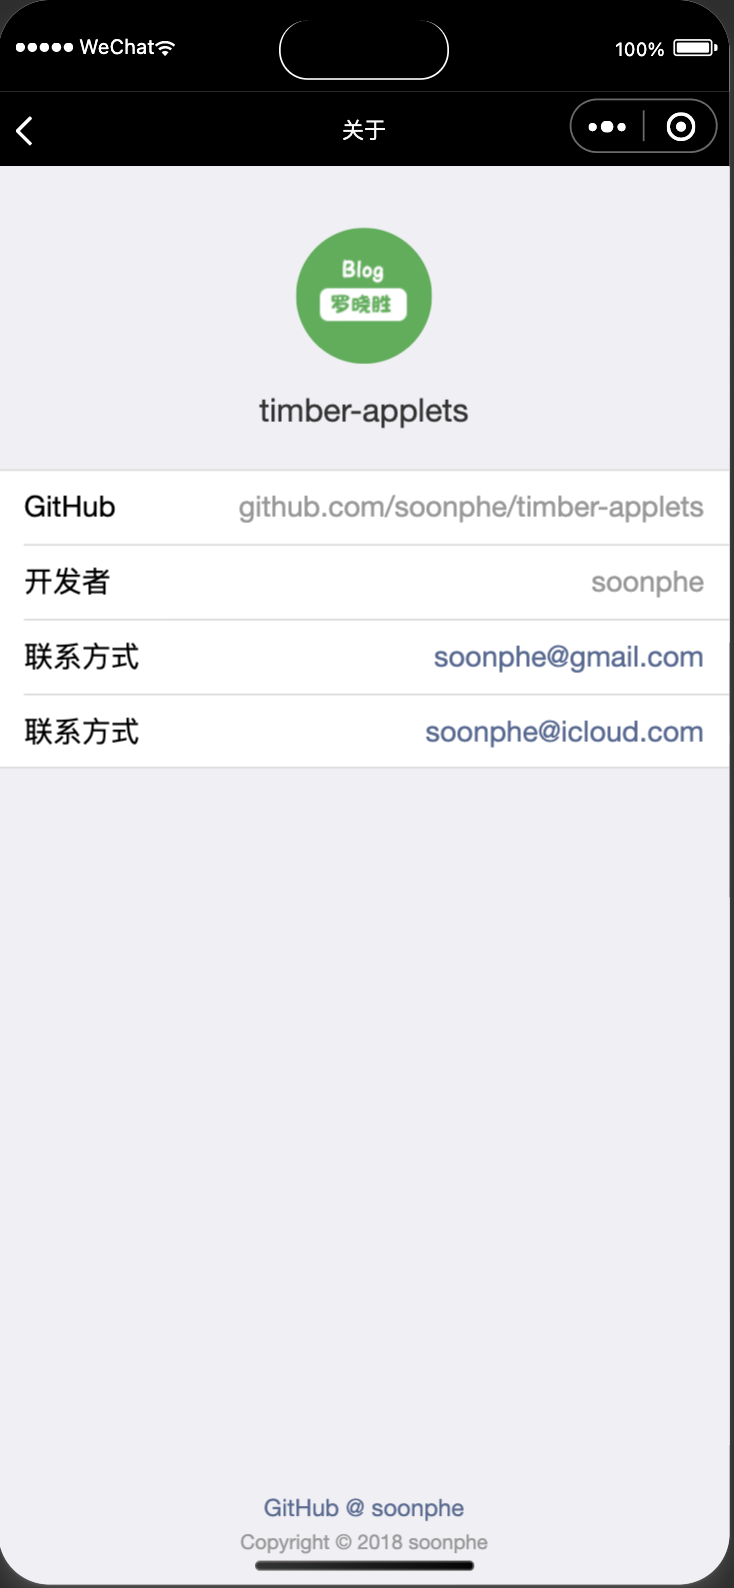 WeChat
100%
关于
Blog
罗晓胜
timber-applets
GitHub github.com/soonphe/timber-applets
开发者 soonphe
联系方式 soonphe@gmail.com
联系方式 soonphe@icloud.com
GitHub @ soonphe
Copyright © 2018 soonphe